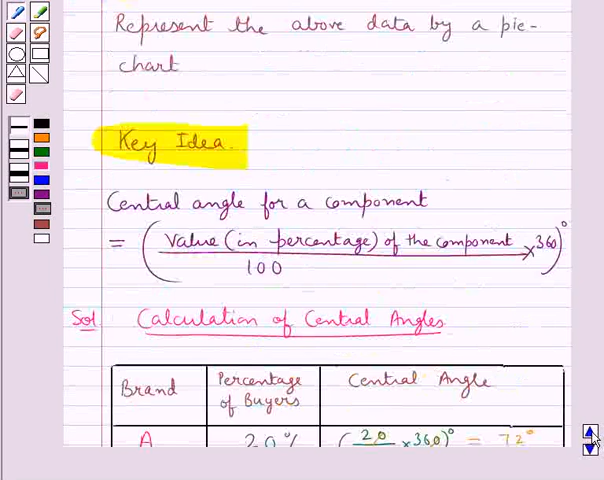 Represent the above data by a pie-
chart
Key Idea.
Central angle for a component
= (Value (in percentage) of the component / 100 × 360)°
Sol. Calculation of Central Angles
Brand Percentage of Buyers Central Angle
A 20% (20 ×360)° = 72°